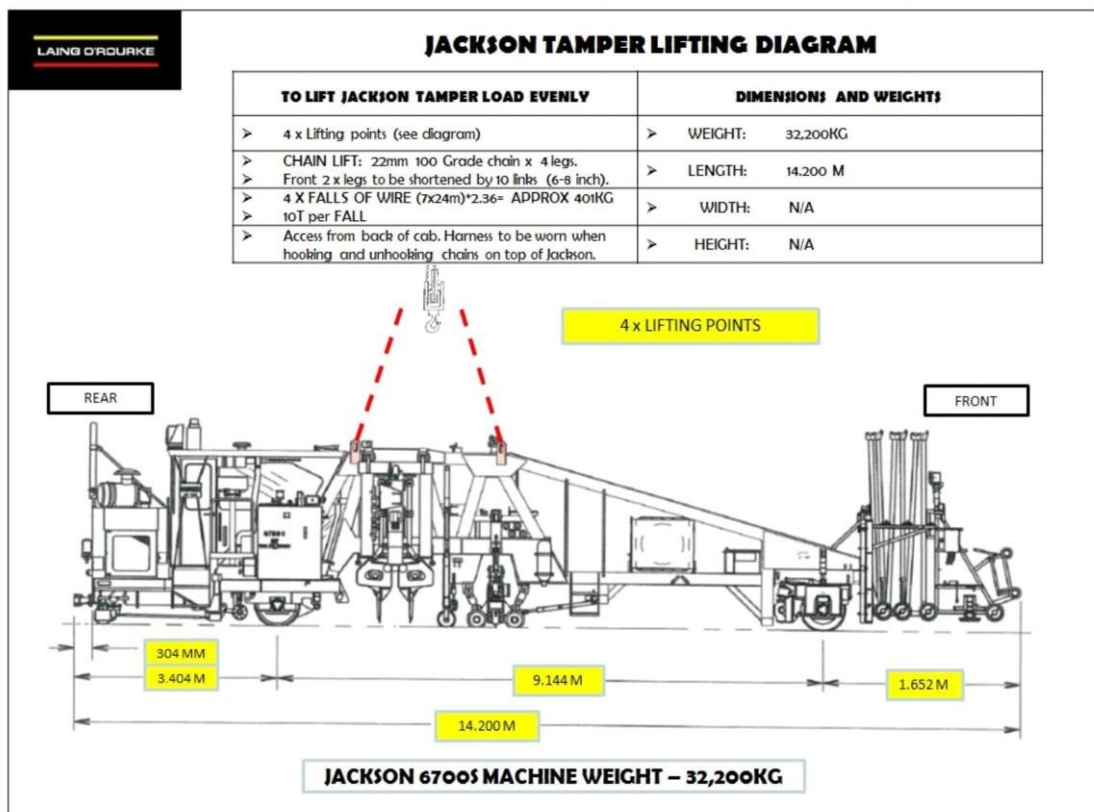 LAING O'ROURKE
JACKSON TAMPER LIFTING DIAGRAM
TO LIFT JACKSON TAMPER LOAD EVENLY
DIMENSIONS AND WEIGHTS
➢ 4 x Lifting points (see diagram)
➢ WEIGHT: 32,200KG
➢ CHAIN LIFT: 22mm 100 Grade chain x 4 legs.
➢ Front 2 x legs to be shortened by 10 links (6-8 inch).
➢ LENGTH: 14.200 M
➢ 4 X FALLS OF WIRE (7x24m)*2.36= APPROX 401KG
➢ 10T per FALL
➢ WIDTH: N/A
➢ Access from back of cab. Harness to be worn when
hooking and unhooking chains on top of Jackson.
➢ HEIGHT: N/A
4 x LIFTING POINTS
REAR
FRONT
6700S
304 MM
3.404 M
9.144 M
1.652 M
14.200 M
JACKSON 6700S MACHINE WEIGHT – 32,200KG